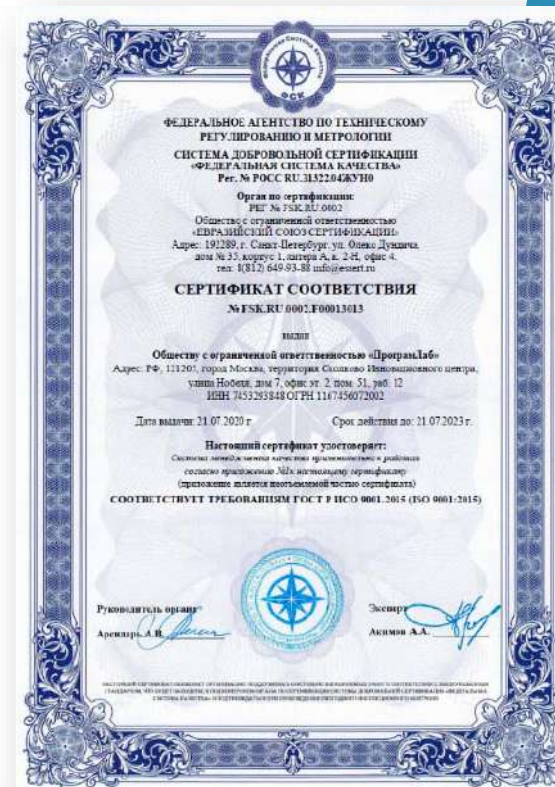 ФСК
ФЕДЕРАЛЬНОЕ АГЕНТСТВО ПО ТЕХНИЧЕСКОМУ
РЕГУЛИРОВАНИЮ И МЕТРОЛОГИИ
СИСТЕМА ДОБРОВОЛЬНОЙ СЕРТИФИКАЦИИ
«ФЕДЕРАЛЬНАЯ СИСТЕМА КАЧЕСТВА»
Рег. № РОСС RU.31322.04ЖУН0
Орган по сертификации:
РЕГ № FSK.RU.0002
Общество с ограниченной ответственностью
«ЕВРАЗИЙСКИЙ СОЮЗ СЕРТИФИКАЦИИ»
Адрес: 192289, г. Санкт-Петербург, ул. Олеко Дундича,
дом № 35, корпус 1, литера А, п. 2-Н, офис 4.
тел: 8(812) 649-93-88 info@essert.ru
СЕРТИФИКАТ СООТВЕТСТВИЯ
№ FSK.RU.0002.F00013013
выдан
Обществу с ограниченной ответственностью «ПрограмЛаб»
Адрес: РФ, 121205, город Москва, территория Сколково Инновационного центра,
улица Нобеля, дом 7, офис эт. 2, пом. 51, раб. 12
ИНН 7453293848 ОГРН 1167456072002
Дата выдачи: 21.07.2020 г.
Срок действия до: 21.07.2023 г.
Настоящий сертификат удостоверяет:
Система менеджмента качества применительно к работам
согласно приложению №1к настоящему сертификату
(приложение является неотъемлемой частью сертификата)
СООТВЕТСТВУЕТ ТРЕБОВАНИЯМ ГОСТ Р ИСО 9001-2015 (ISO 9001:2015)
Руководитель органа
Эксперт
Арендарь А.В.
Акимов А.А.